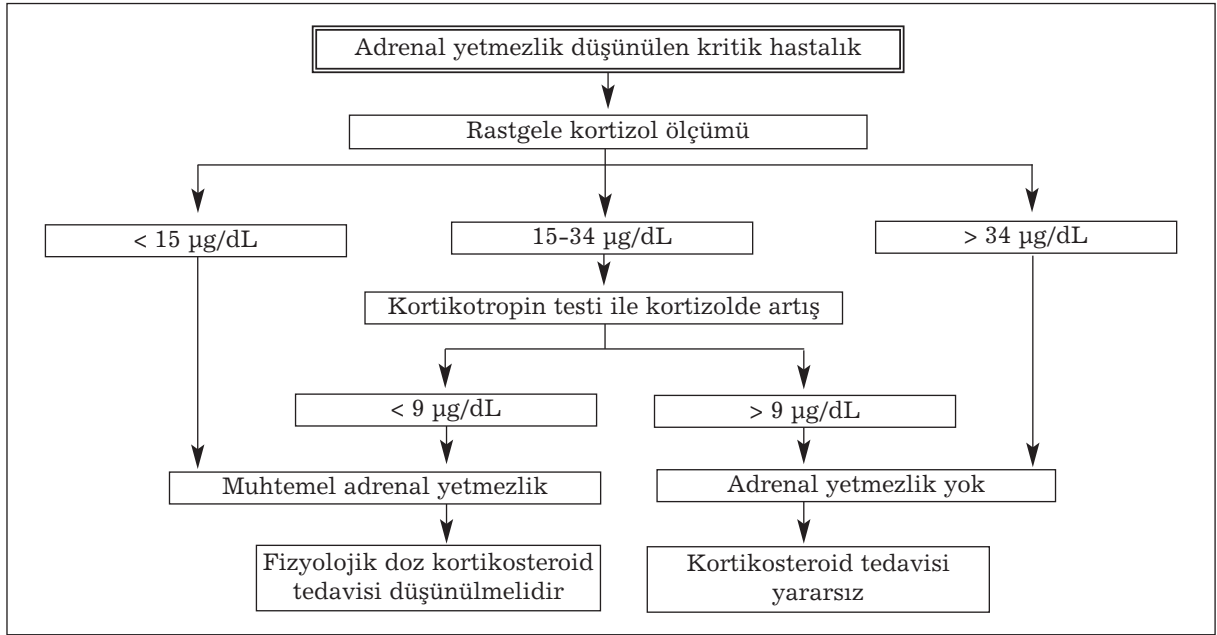 Adrenal yetmezlik düşünülen kritik hastalık
Rastgele kortizol ölçümü
< 15 µg/dL
15-34 µg/dL
> 34 µg/dL
Kortikotropin testi ile kortizolde artış
< 9 µg/dL
> 9 µg/dL
Muhtemel adrenal yetmezlik
Adrenal yetmezlik yok
Fizyolojik doz kortikosteroid
tedavisi düşünülmelidir
Kortikosteroid tedavisi
yararsız